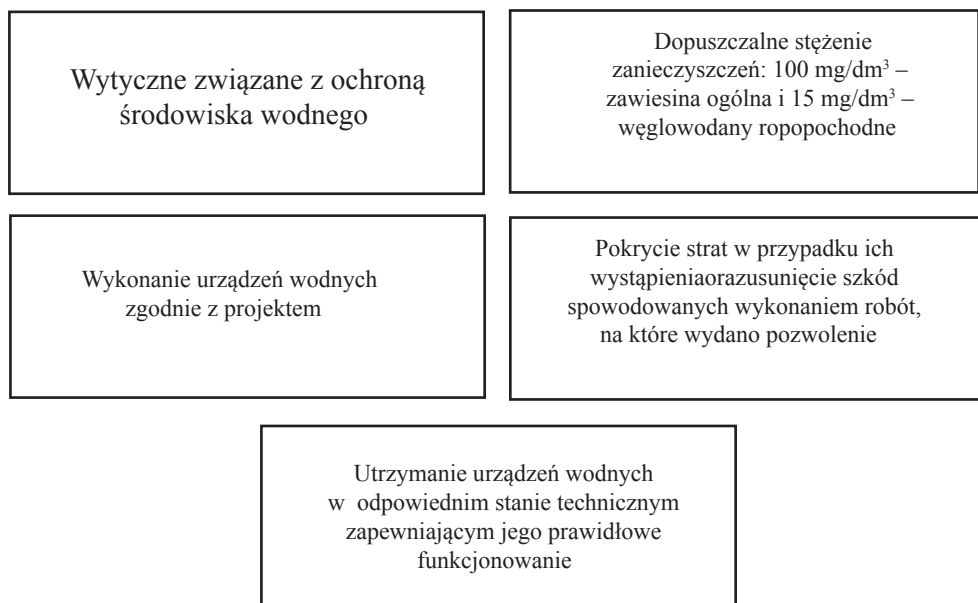 Wytyczne związane z ochroną
środowiska wodnego
Dopuszczalne stężenie
zanieczyszczeń: 100 mg/dm³ –
zawiesina ogólna i 15 mg/dm³ –
węglowodany ropopochodne
Wykonanie urządzeń wodnych
zgodnie z projektem
Pokrycie strat w przypadku ich
wystąpieniaorazusunięcie szkód
spowodowanych wykonaniem robót,
na które wydano pozwolenie
Utrzymanie urządzeń wodnych
w odpowiednim stanie technicznym
zapewniającym jego prawidłowe
funkcjonowanie